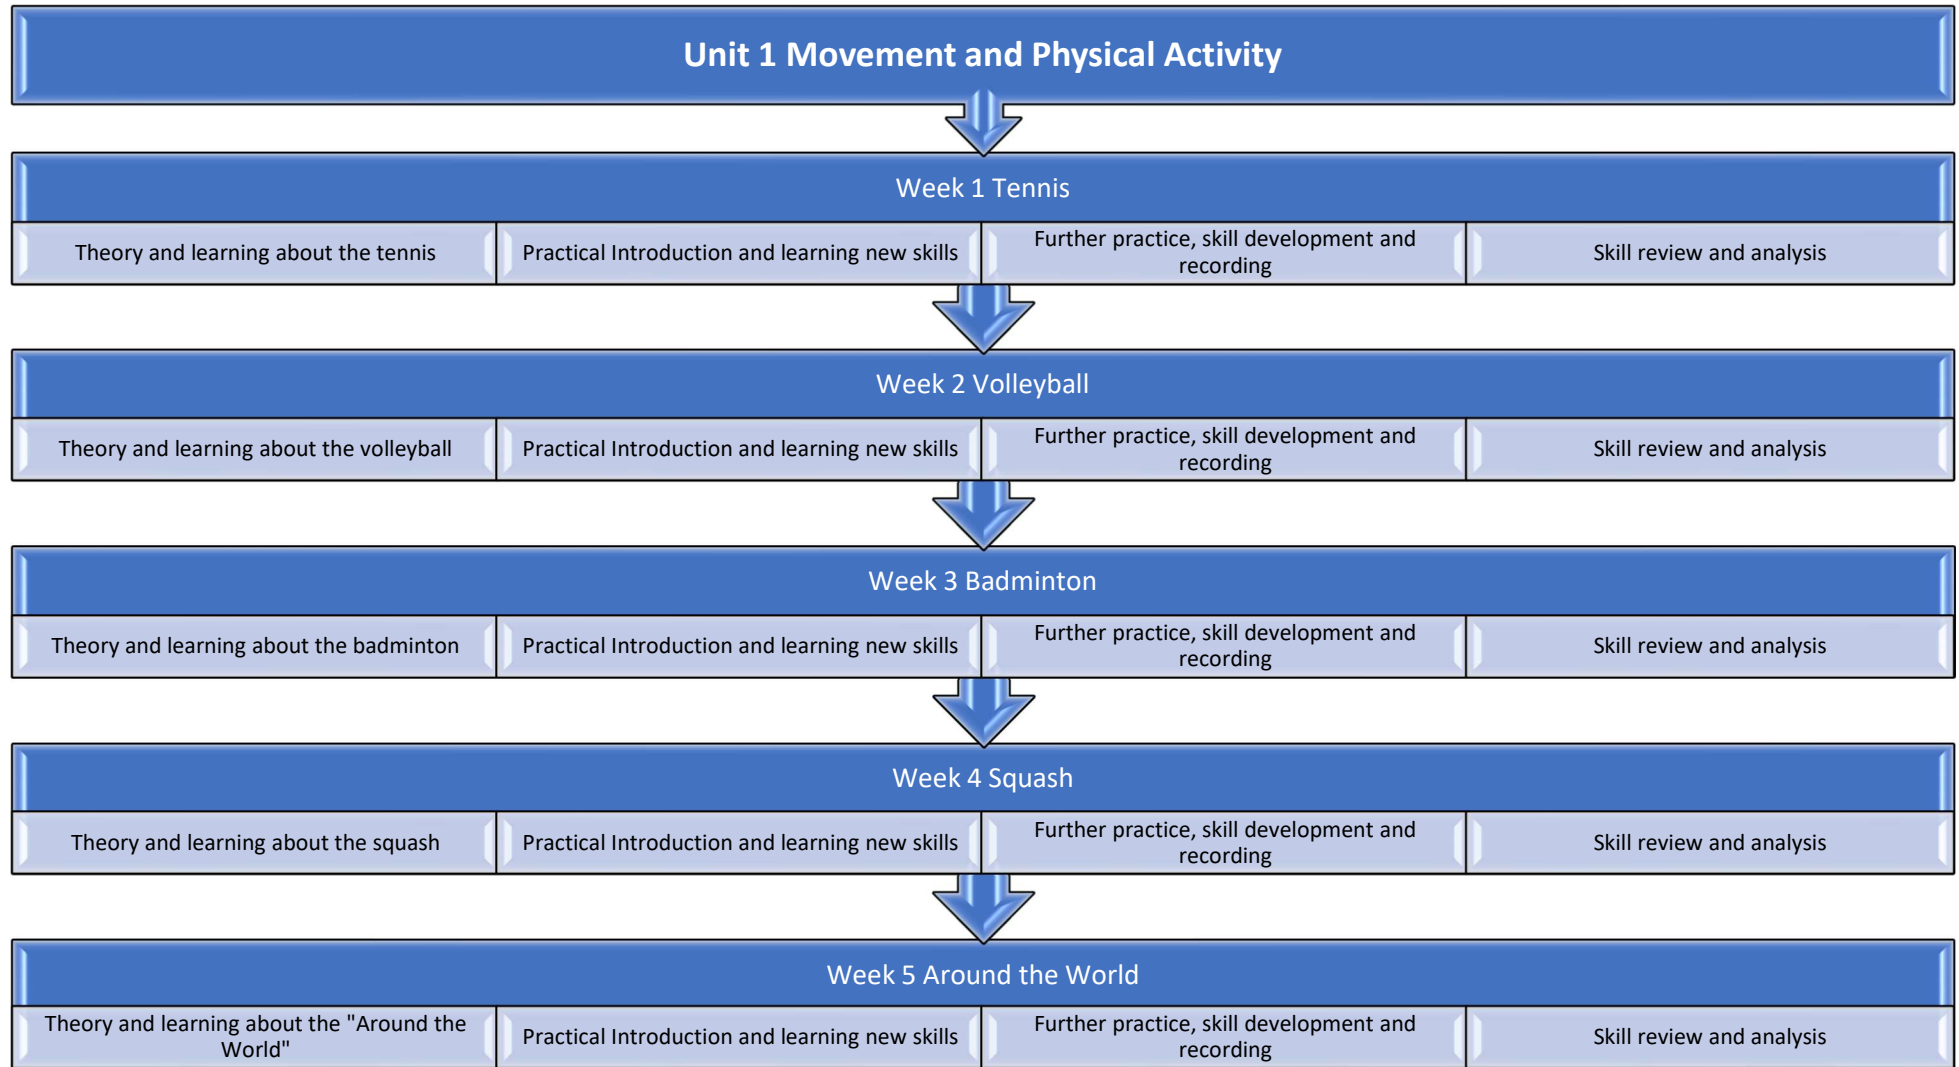 Unit 1 Movement and Physical Activity
Week 1 Tennis
Theory and learning about the tennis
Practical Introduction and learning new skills
Further practice, skill development and
recording
Skill review and analysis
Week 2 Volleyball
Theory and learning about the volleyball
Practical Introduction and learning new skills
Further practice, skill development and
recording
Skill review and analysis
Week 3 Badminton
Theory and learning about the badminton
Practical Introduction and learning new skills
Further practice, skill development and
recording
Skill review and analysis
Week 4 Squash
Theory and learning about the squash
Practical Introduction and learning new skills
Further practice, skill development and
recording
Skill review and analysis
Week 5 Around the World
Theory and learning about the "Around the
World"
Practical Introduction and learning new skills
Further practice, skill development and
recording
Skill review and analysis